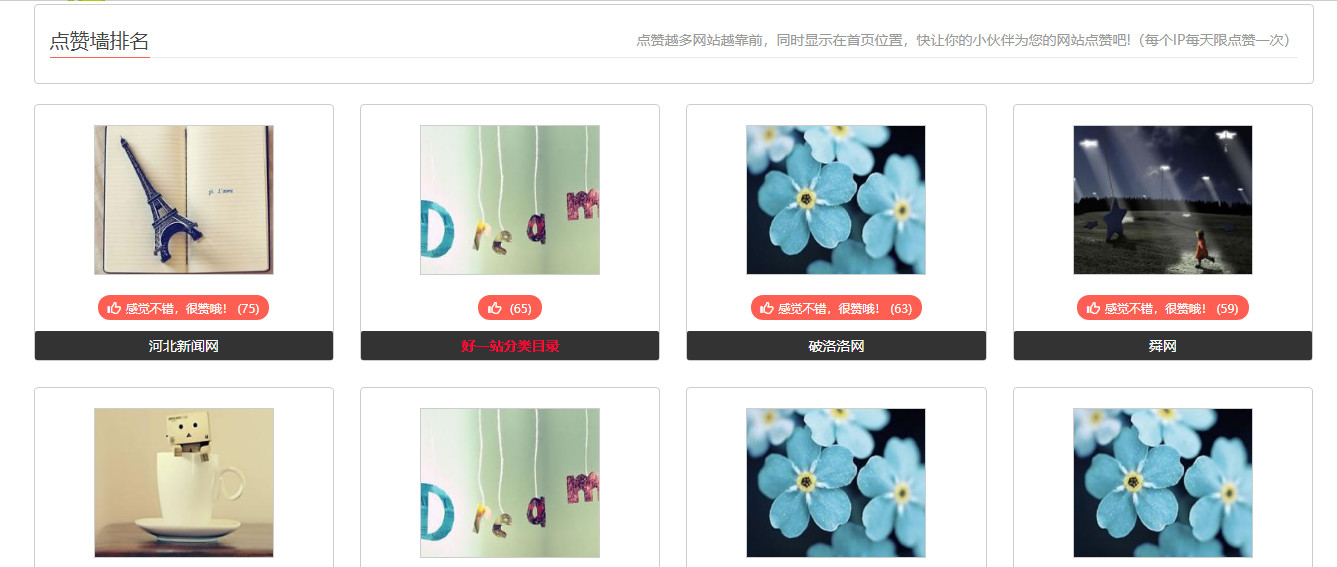 点赞墙排名
点赞越多网站越靠前，同时显示在首页位置，快让你的小伙伴为您的网站点赞吧!（每个IP每天限点赞一次）
感觉不错，很赞哦! (75)
(65)
感觉不错，很赞哦! (63)
感觉不错，很赞哦! (59)
河北新闻网
好一站分类目录
破洛洛网
舜网
Dream
Dream